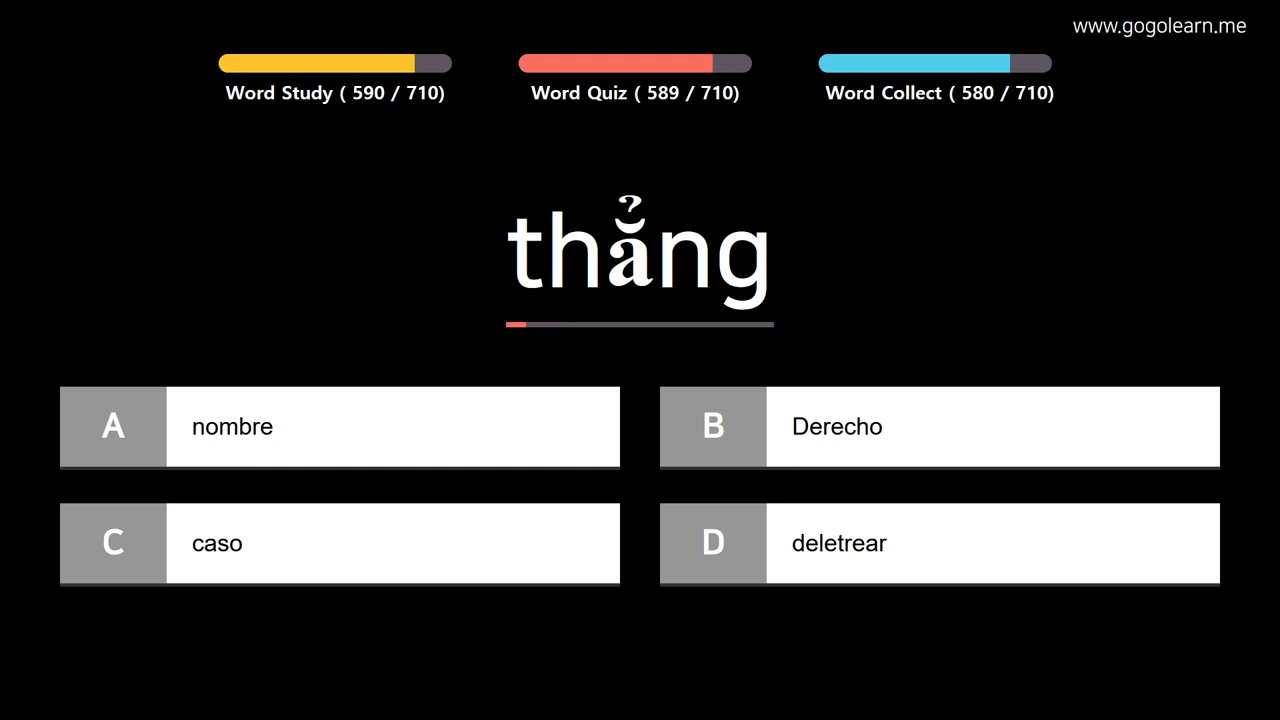 www.gogolearn.me
Word Study ( 590 / 710)
Word Quiz ( 589 / 710)
Word Collect ( 580 / 710)
thẳng
A nombre
B Derecho
C caso
D deletrear